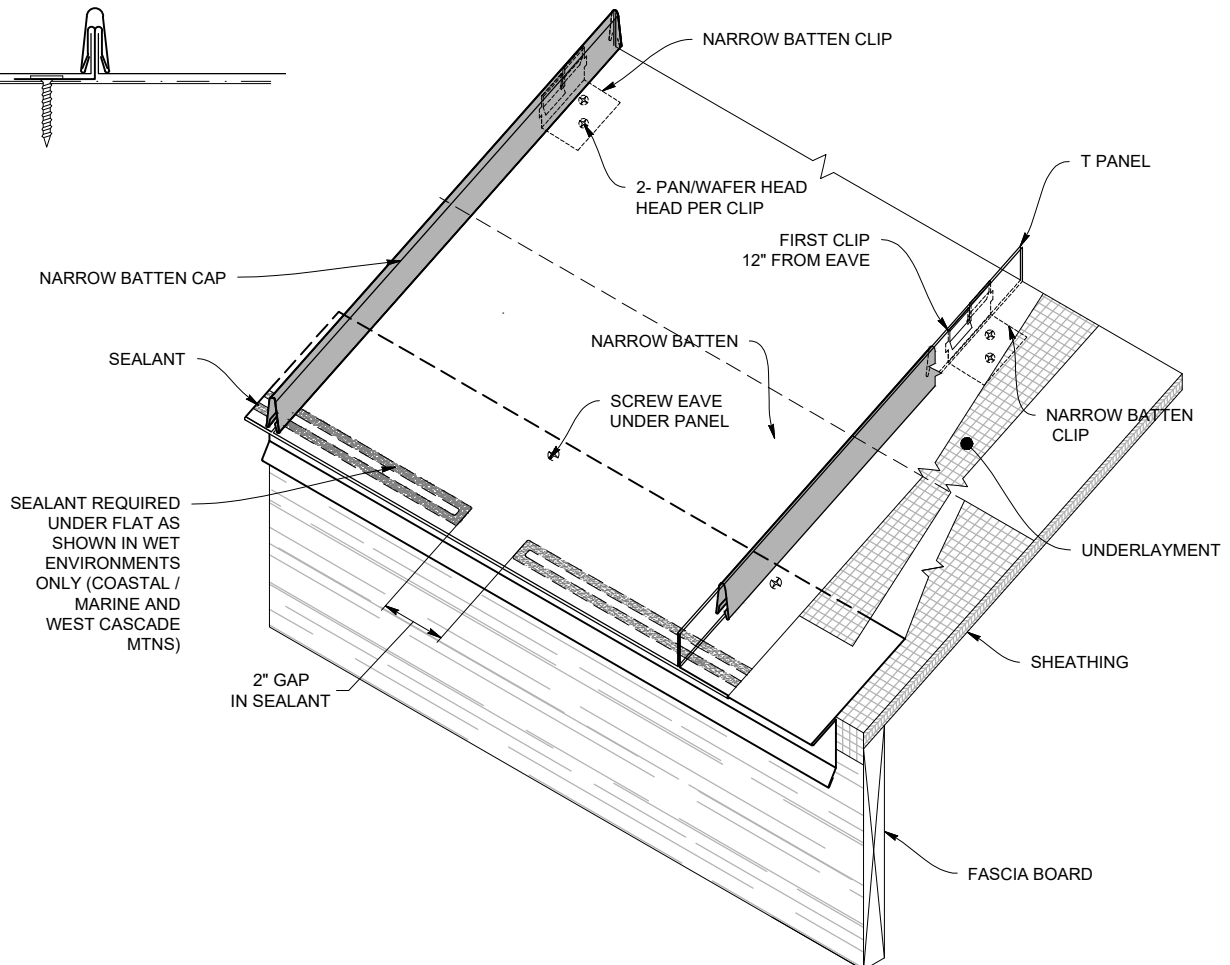 NARROW BATTEN CLIP
T PANEL
2- PAN/WAFER HEAD
HEAD PER CLIP
FIRST CLIP
12" FROM EAVE
NARROW BATTEN CAP
NARROW BATTEN
SEALANT
SCREW EAVE
UNDER PANEL
NARROW BATTEN
CLIP
SEALANT REQUIRED
UNDER FLAT AS
SHOWN IN WET
ENVIRONMENTS
ONLY (COASTAL /
MARINE AND
WEST CASCADE
MTNS)
UNDERLAYMENT
SHEATHING
2" GAP
IN SEALANT
FASCIA BOARD